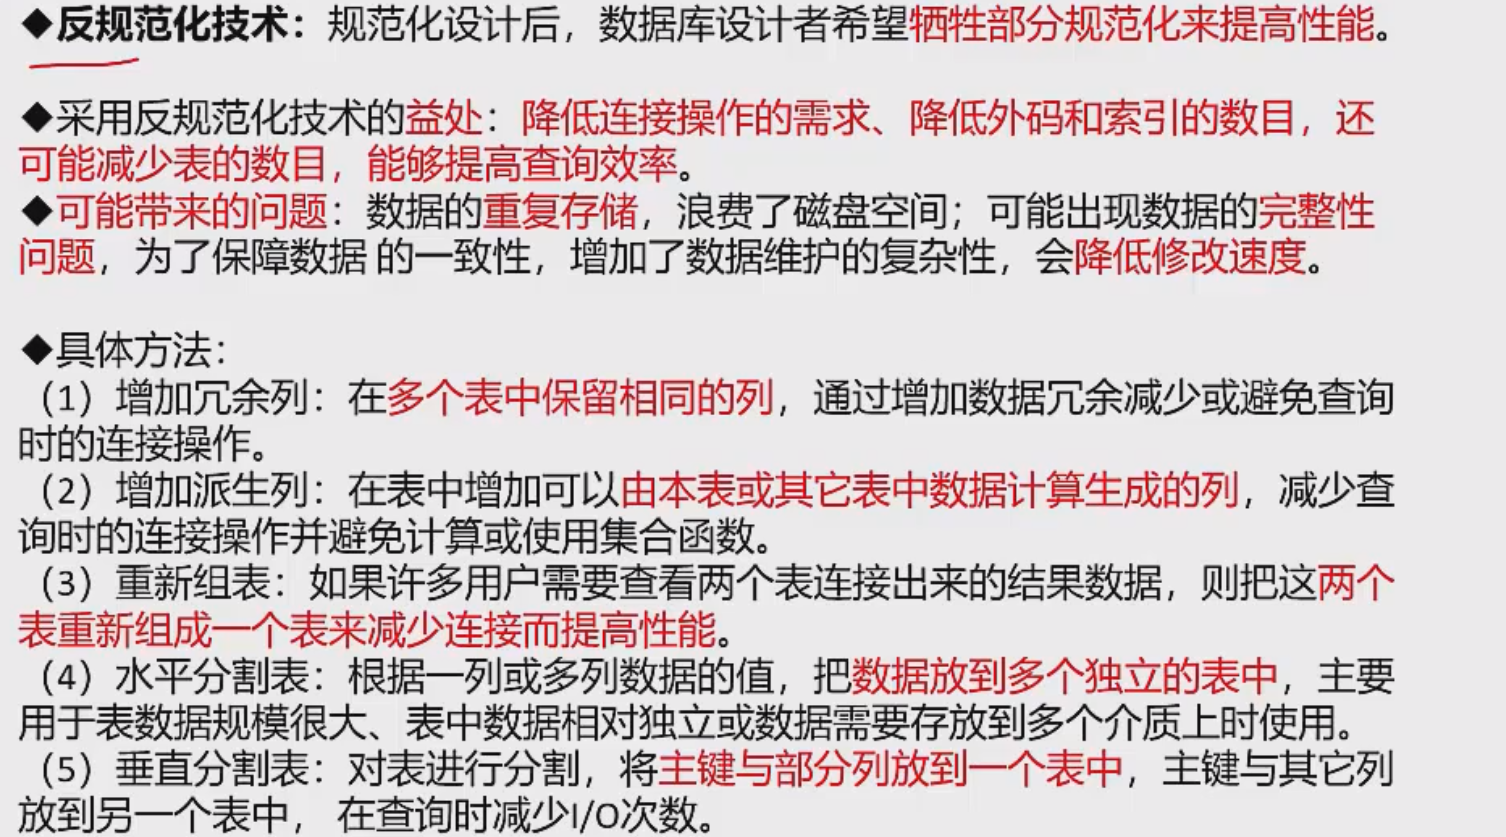 ◆反规范化技术：规范化设计后，数据库设计者希望牺牲部分规范化来提高性能。
◆采用反规范化技术的益处：降低连接操作的需求、降低外码和索引的数目，还
可能减少表的数目，能够提高查询效率。
◆可能带来的问题：数据的重复存储，浪费了磁盘空间；可能出现数据的完整性
问题，为了保障数据 的一致性，增加了数据维护的复杂性，会降低修改速度。
◆具体方法：
（1）增加冗余列：在多个表中保留相同的列，通过增加数据冗余减少或避免查询
时的连接操作。
（2）增加派生列：在表中增加可以由本表或其它表中数据计算生成的列，减少查
询时的连接操作并避免计算或使用集合函数。
（3）重新组表：如果许多用户需要查看两个表连接出来的结果数据，则把这两个
表重新组成一个表来减少连接而提高性能。
（4）水平分割表：根据一列或多列数据的值，把数据放到多个独立的表中，主要
用于表数据规模很大、表中数据相对独立或数据需要存放到多个介质上时使用。
（5）垂直分割表：对表进行分割，将主键与部分列放到一个表中，主键与其它列
放到另一个表中， 在查询时减少I/O次数。